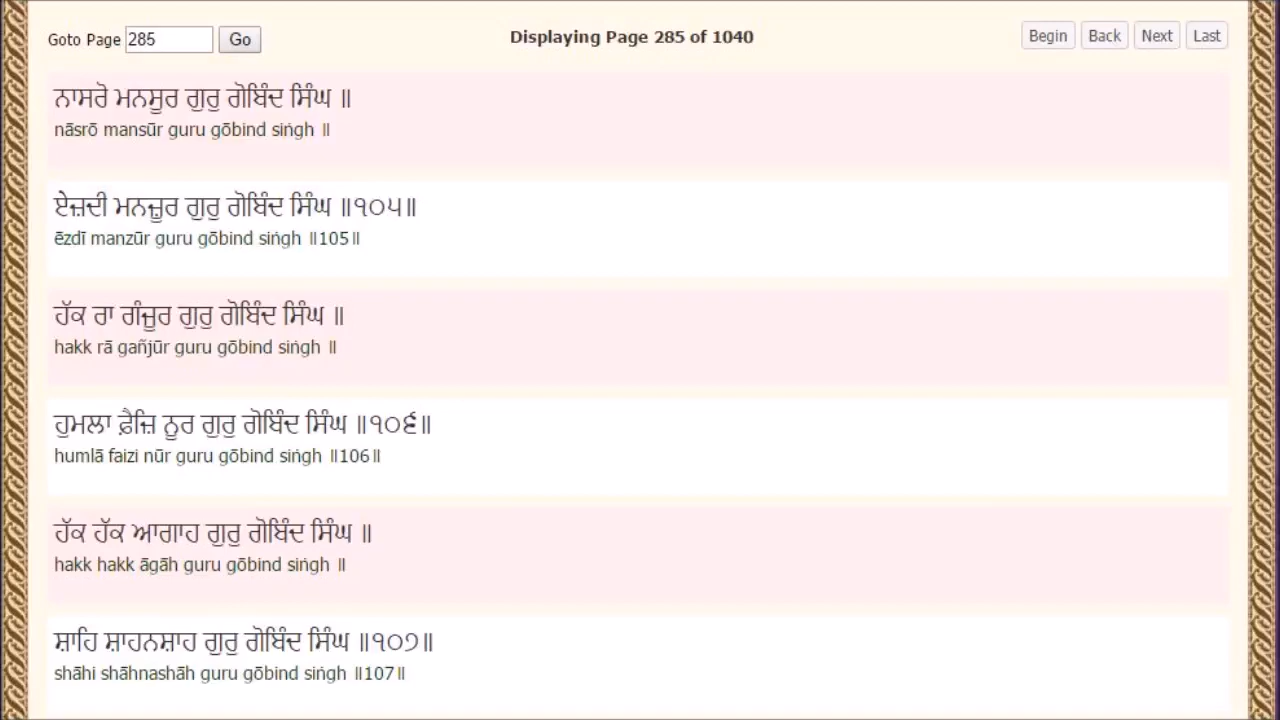 Goto Page 285 Go Displaying Page 285 of 1040 Begin Back Next Last
ਨਾਸਰੋ ਮਨਸੂਰ ਗੁਰੁ ਗੋਬਿੰਦ ਸਿੰਘ ॥
nāsrō mansūr guru gōbind siṅgh ॥
ਏਜ਼ਦੀ ਮਨਜ਼ੂਰ ਗੁਰੁ ਗੋਬਿੰਦ ਸਿੰਘ ॥੧੦੫॥
ēzdī manzūr guru gōbind siṅgh ॥105॥
ਹੱਕ ਰਾ ਗੰਜੂਰ ਗੁਰੁ ਗੋਬਿੰਦ ਸਿੰਘ ॥
hakk rā gañjūr guru gōbind siṅgh ॥
ਹੁਮਲਾ ਫ਼ੈਜ਼ਿ ਨੂਰ ਗੁਰੁ ਗੋਬਿੰਦ ਸਿੰਘ ॥੧੦੬॥
humlā faizi nūr guru gōbind siṅgh ॥106॥
ਹੱਕ ਹੱਕ ਆਗਾਹ ਗੁਰੁ ਗੋਬਿੰਦ ਸਿੰਘ ॥
hakk hakk āgāh guru gōbind siṅgh ॥
ਸ਼ਾਹਿ ਸ਼ਾਹਨਸ਼ਾਹ ਗੁਰੁ ਗੋਬਿੰਦ ਸਿੰਘ ॥੧੦੭॥
shāhi shāhnashāh guru gōbind siṅgh ॥107॥